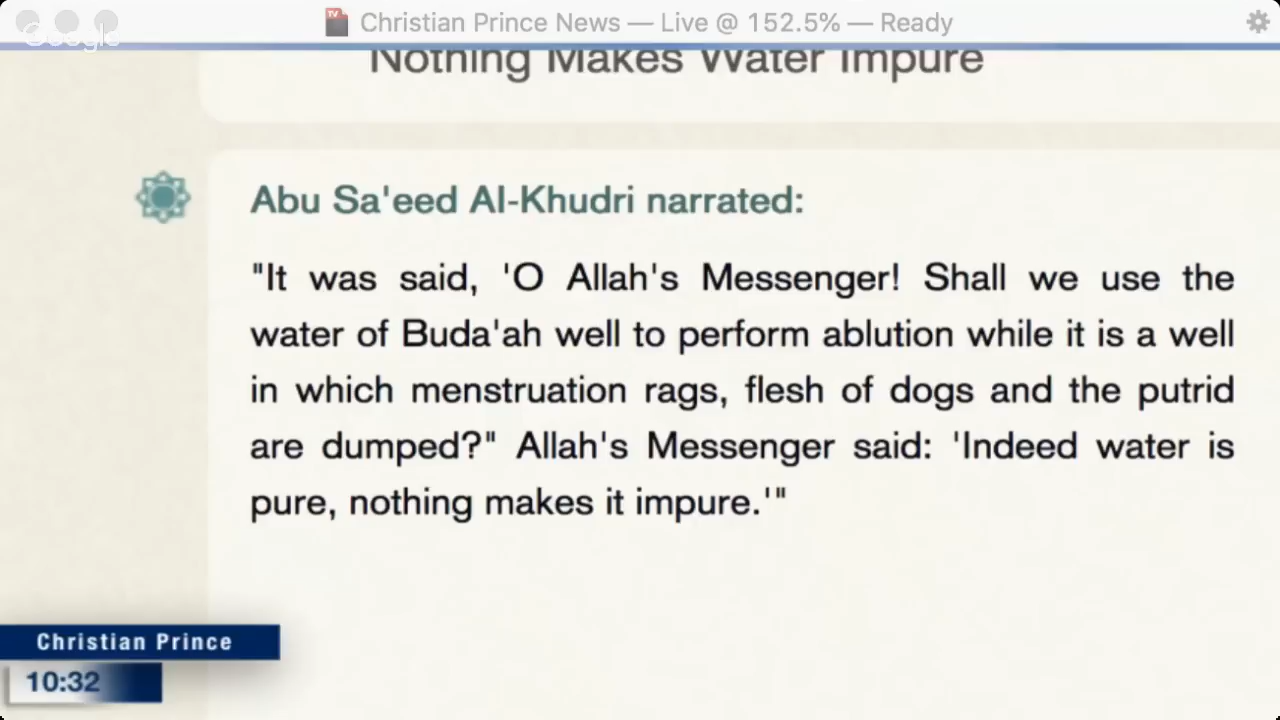 Christian Prince News — Live @ 152.5% — Ready
Google
Nothing Makes Water Impure
Abu Sa'eed Al-Khudri narrated:
"It was said, 'O Allah's Messenger! Shall we use the
water of Buda'ah well to perform ablution while it is a well
in which menstruation rags, flesh of dogs and the putrid
are dumped?" Allah's Messenger said: 'Indeed water is
pure, nothing makes it impure.'"
Christian Prince
10:32